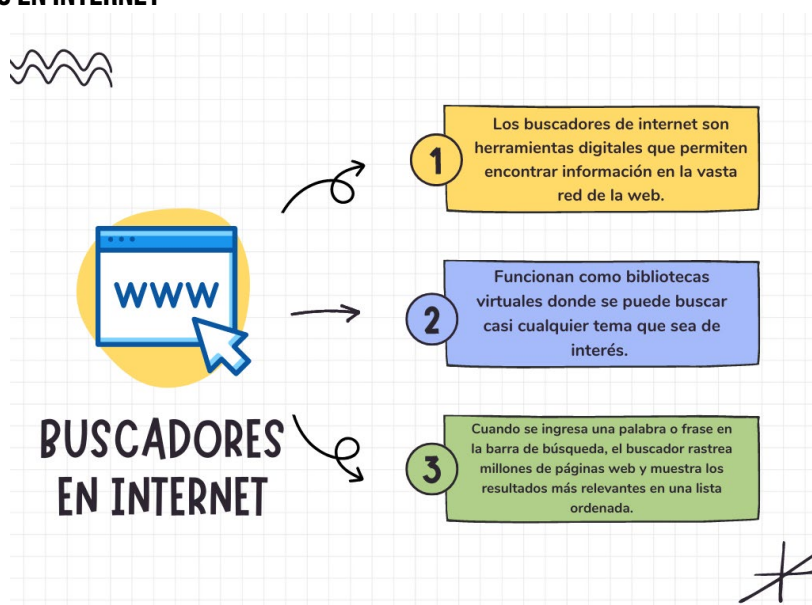 EN INTERNET
WWW
BUSCADORES
EN INTERNET
1
Los buscadores de internet son
herramientas digitales que permiten
encontrar información en la vasta
red de la web.
2
Funcionan como bibliotecas
virtuales donde se puede buscar
casi cualquier tema que sea de
interés.
3
Cuando se ingresa una palabra o frase en
la barra de búsqueda, el buscador rastrea
millones de páginas web y muestra los
resultados más relevantes en una lista
ordenada.